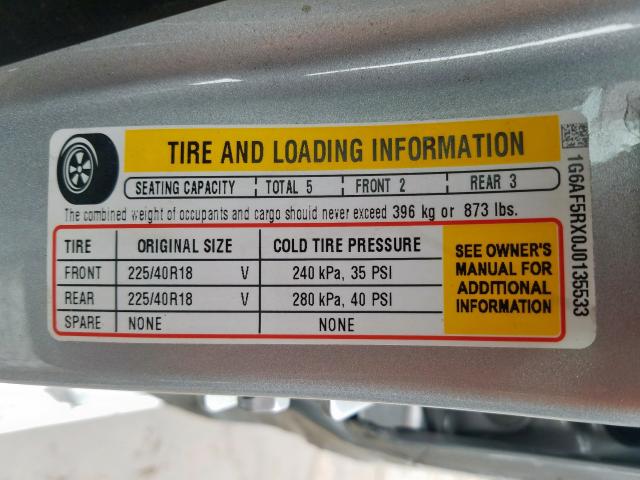 TIRE AND LOADING INFORMATION
SEATING CAPACITY TOTAL 5 FRONT 2 REAR 3
The combined weight of occupants and cargo should never exceed 396 kg or 873 lbs.
TIRE ORIGINAL SIZE COLD TIRE PRESSURE
FRONT 225/40R18 V 240 kPa, 35 PSI
REAR 225/40R18 V 280 kPa, 40 PSI
SPARE NONE NONE
SEE OWNER'S
MANUAL FOR
ADDITIONAL
INFORMATION
1G6AF5RX0J0135533